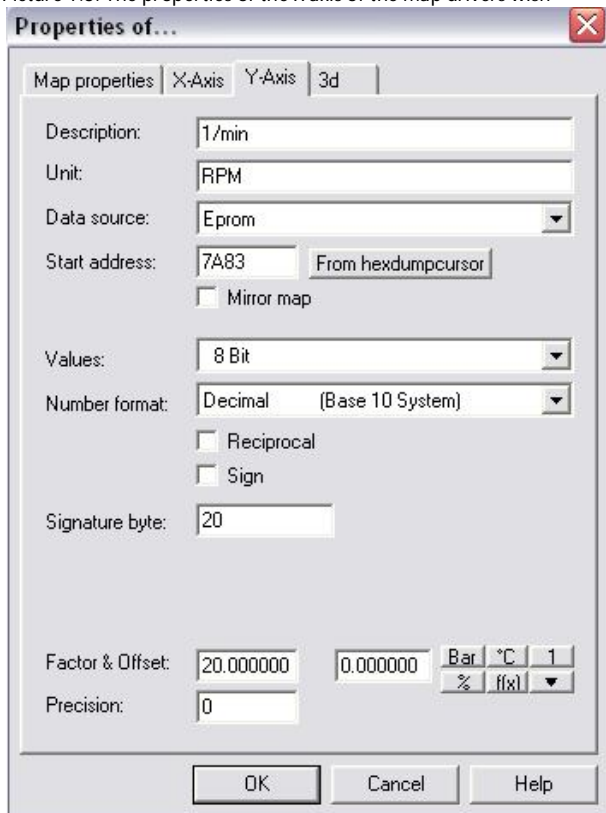 Properties of...
Map properties X-Axis Y-Axis 3d
Description: 1/min
Unit: RPM
Data source: Eprom
Start address: 7A83 From hexdumpcursor
Mirror map
Values: 8 Bit
Number format: Decimal (Base 10 System)
Reciprocal
Sign
Signature byte: 20
Factor & Offset: 20.000000 0.000000 Bar °C 1
% f(x)
Precision: 0
OK Cancel Help